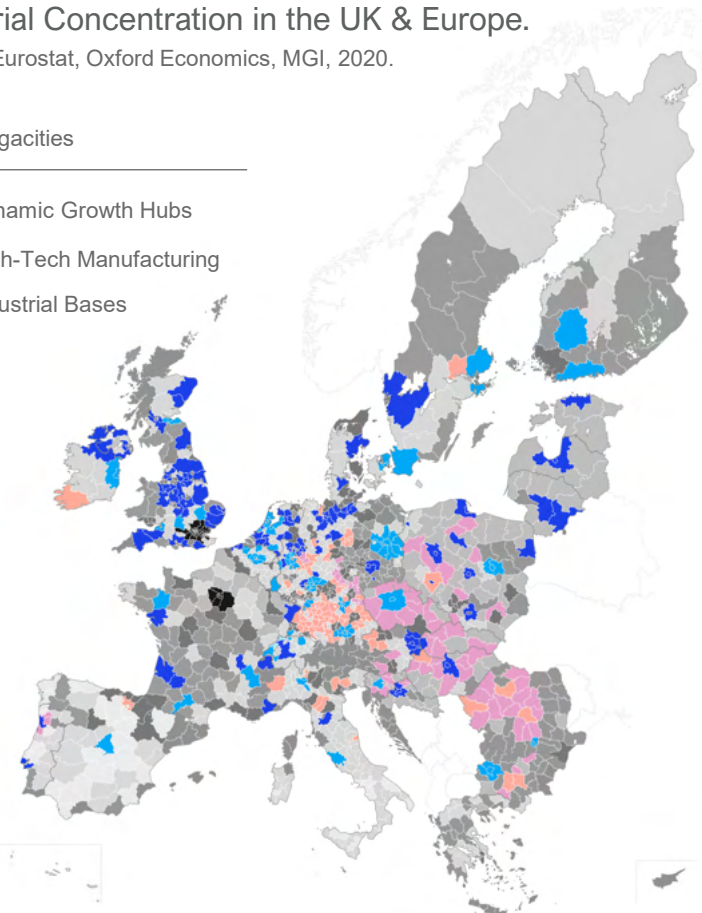 rial Concentration in the UK & Europe.
Eurostat, Oxford Economics, MGI, 2020.
gacities
namic Growth Hubs
h-Tech Manufacturing
ustrial Bases